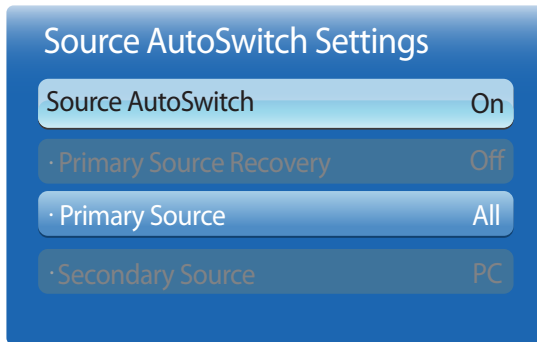 Source AutoSwitch Settings
Source AutoSwitch On
· Primary Source Recovery Off
· Primary Source All
· Secondary Source PC